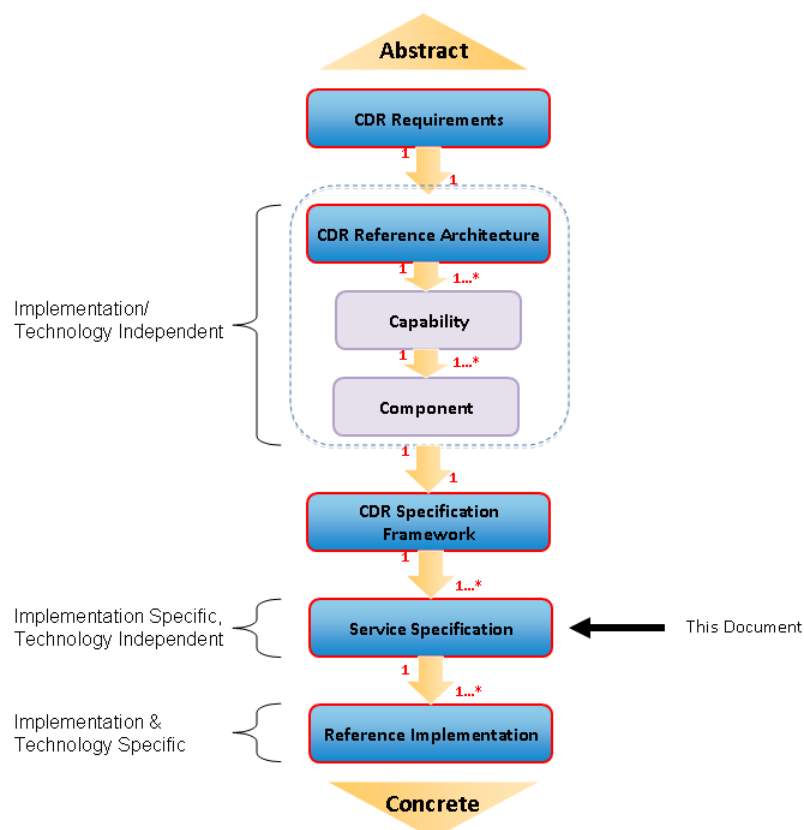 Abstract
CDR Requirements
1
1
CDR Reference Architecture
1
1...*
Implementation/
Technology Independent
Capability
1
1...*
Component
1
1
CDR Specification
Framework
1
1...*
Implementation Specific,
Technology Independent
Service Specification
This Document
1
1...*
Implementation &
Technology Specific
Reference Implementation
Concrete